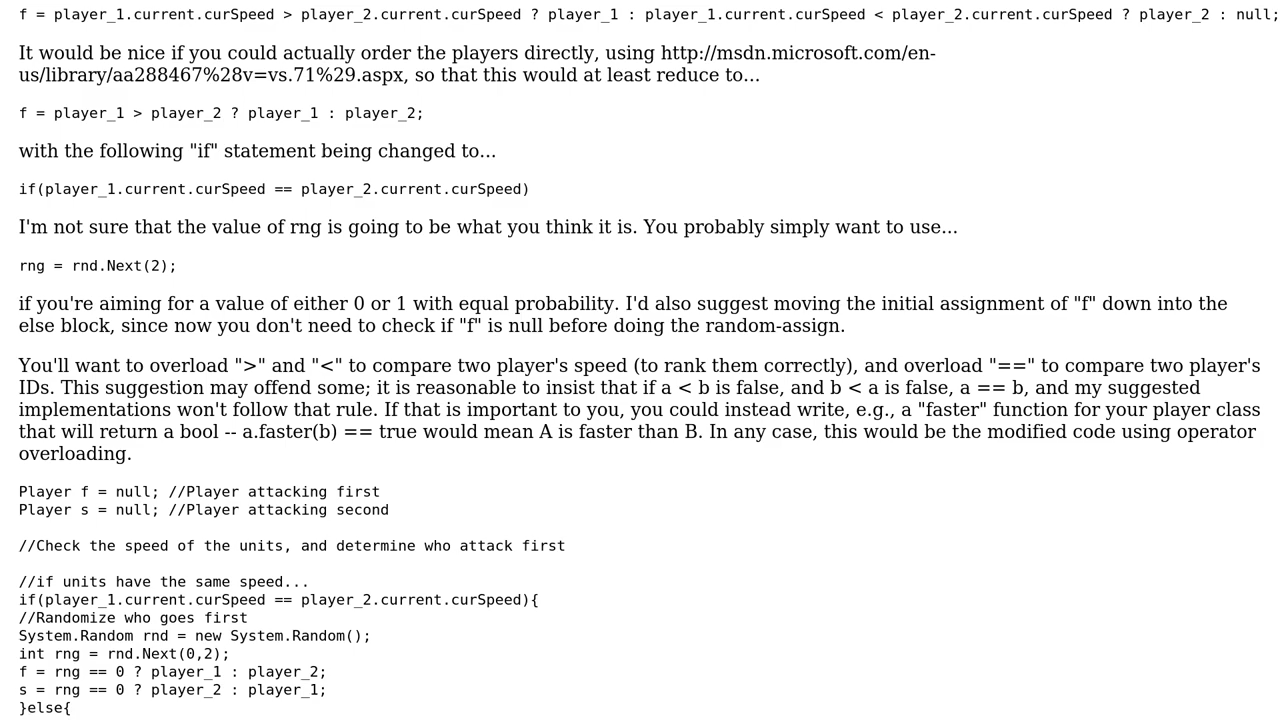 f = player_1.current.curSpeed > player_2.current.curSpeed ? player_1 : player_1.current.curSpeed < player_2.current.curSpeed ? player_2 : null;
It would be nice if you could actually order the players directly, using http://msdn.microsoft.com/en-
us/library/aa288467%28v=vs.71%29.aspx, so that this would at least reduce to...
f = player_1 > player_2 ? player_1 : player_2;
with the following "if" statement being changed to...
if(player_1.current.curSpeed == player_2.current.curSpeed)
I'm not sure that the value of rng is going to be what you think it is. You probably simply want to use...
rng = rnd.Next(2);
if you're aiming for a value of either 0 or 1 with equal probability. I'd also suggest moving the initial assignment of "f" down into the
else block, since now you don't need to check if "f" is null before doing the random-assign.
You'll want to overload ">" and "<" to compare two player's speed (to rank them correctly), and overload "==" to compare two player's
IDs. This suggestion may offend some; it is reasonable to insist that if a < b is false, and b < a is false, a == b, and my suggested
implementations won't follow that rule. If that is important to you, you could instead write, e.g., a "faster" function for your player class
that will return a bool -- a.faster(b) == true would mean A is faster than B. In any case, this would be the modified code using operator
overloading.
Player f = null; //Player attacking first
Player s = null; //Player attacking second
//Check the speed of the units, and determine who attack first
//if units have the same speed...
if(player_1.current.curSpeed == player_2.current.curSpeed){
//Randomize who goes first
System.Random rnd = new System.Random();
int rng = rnd.Next(0,2);
f = rng == 0 ? player_1 : player_2;
s = rng == 0 ? player_2 : player_1;
}else{